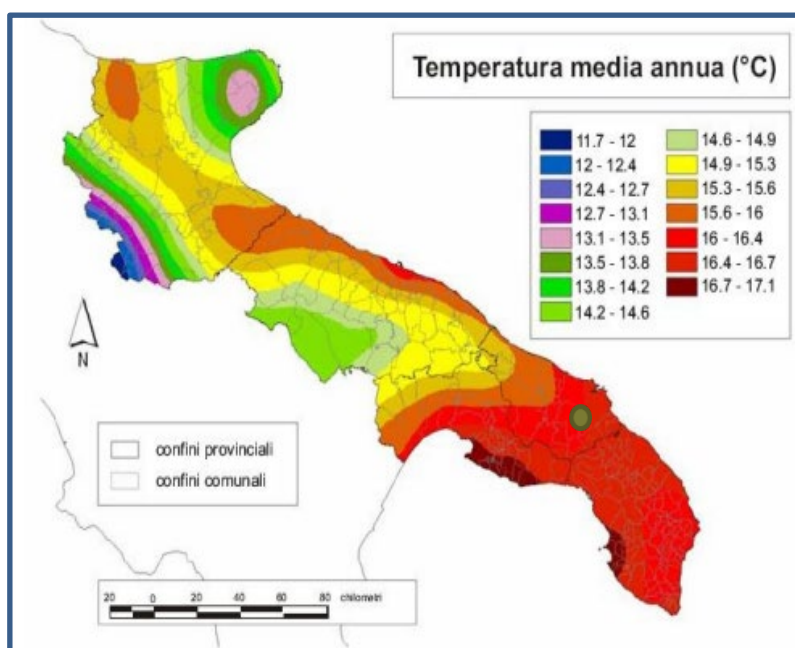 Temperatura media annua (°C)
11.7 - 12
12 - 12.4
12.4 - 12.7
12.7 - 13.1
13.1 - 13.5
13.5 - 13.8
13.8 - 14.2
14.2 - 14.6
14.6 - 14.9
14.9 - 15.3
15.3 - 15.6
15.6 - 16
16 - 16.4
16.4 - 16.7
16.7 - 17.1
N
confini provinciali
confini comunali
20 0 20 40 60 80 chilometri